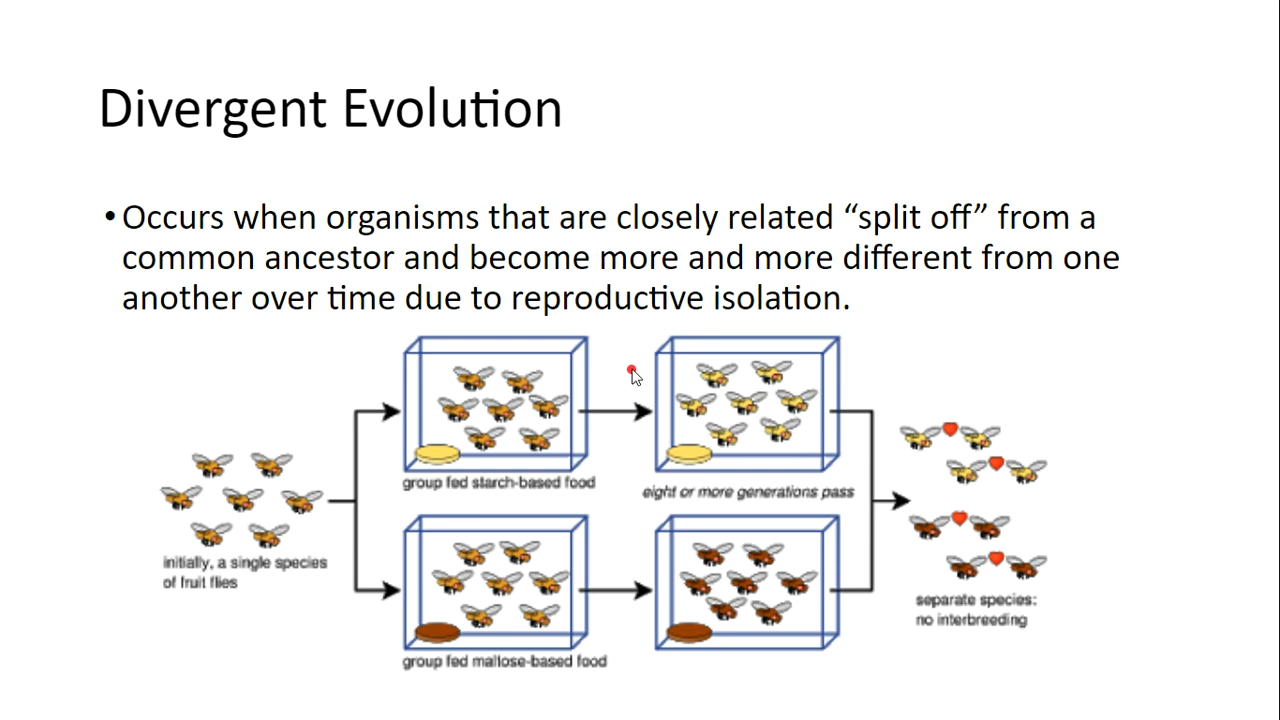 Divergent Evolution
•Occurs when organisms that are closely related “split off” from a
common ancestor and become more and more different from one
another over time due to reproductive isolation.
group fed starch-based food
eight or more generations pass
initially, a single species
of fruit flies
separate species:
no interbreeding
group fed maltose-based food